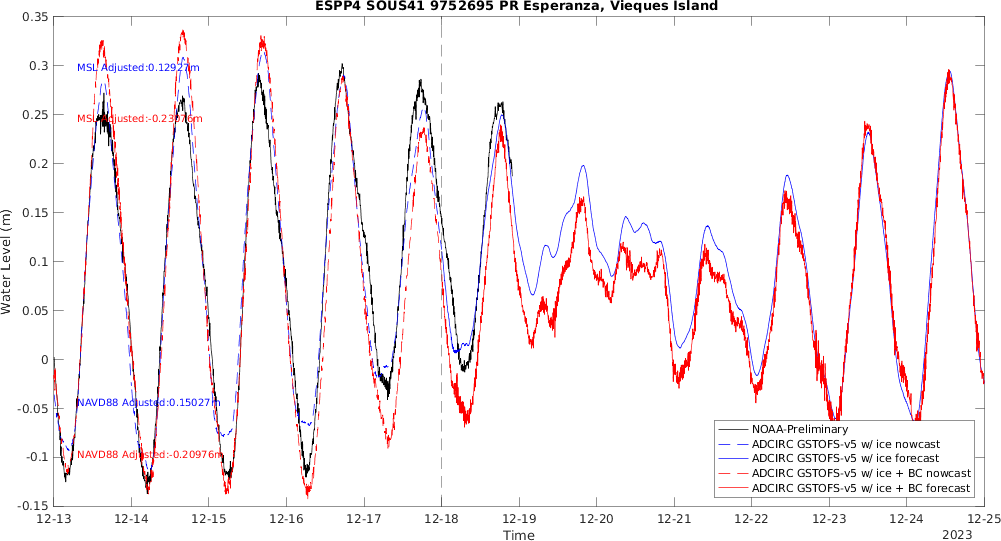 ESPP4 SOUS41 9752695 PR Esperanza, Vieques Island
0.35
0.3
0.25
0.2
0.15
0.1
0.05
0
-0.05
-0.1
-0.15
Water Level (m)
MSL Adjusted:0.12927m
MSL Adjusted:-0.23976m
NAVD88 Adjusted:0.15027m
NAVD88 Adjusted:-0.20976m
NOAA-Preliminary
ADCIRC GSTOFS-v5 w/ ice nowcast
ADCIRC GSTOFS-v5 w/ ice forecast
ADCIRC GSTOFS-v5 w/ ice + BC nowcast
ADCIRC GSTOFS-v5 w/ ice + BC forecast
12-13 12-14 12-15 12-16 12-17 12-18 12-19 12-20 12-21 12-22 12-23 12-24 12-25
Time
2023